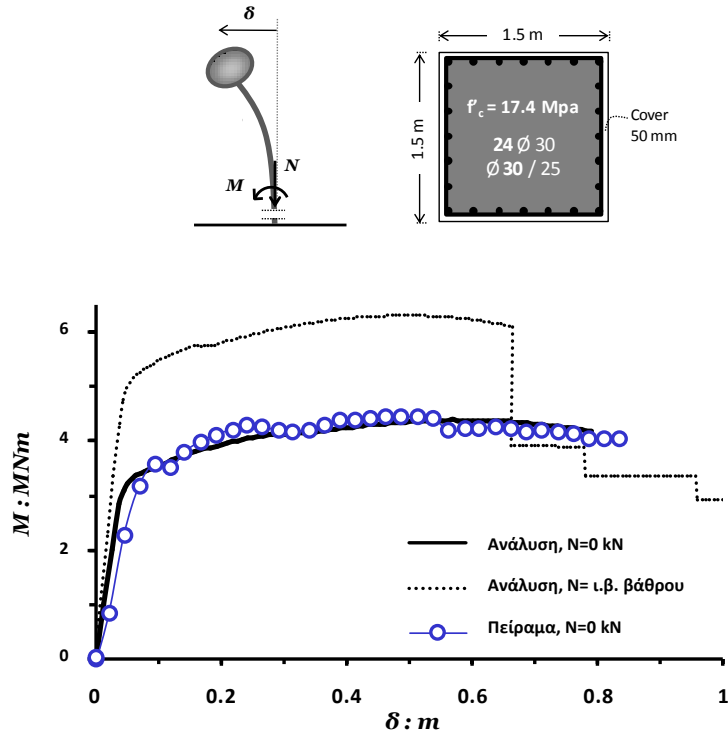 δ
N
M
1.5 m
1.5 m
f'c = 17.4 Mpa
24 Ø 30
Ø 30 / 25
Cover
50 mm
M : MNm
6
4
2
0
Ανάλυση, N=0 kN
Ανάλυση, N= ι.β. βάθρου
Πείραμα, N=0 kN
0
0.2
0.4
0.6
0.8
1
δ : m